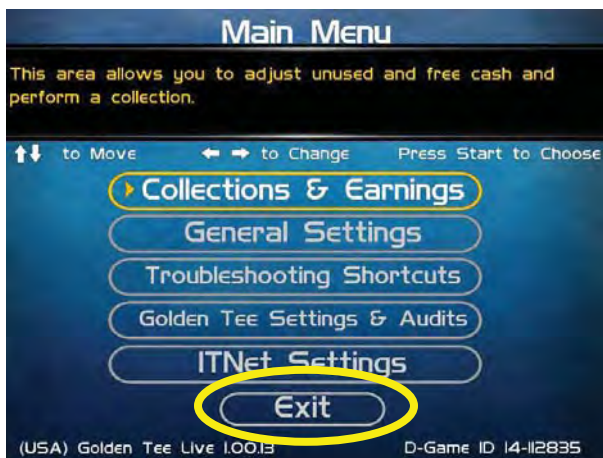 Main Menu
This area allows you to adjust unused and free cash and
perform a collection.
to Move to Change Press Start to Choose
Collections & Earnings
General Settings
Troubleshooting Shortcuts
Golden Tee Settings & Audits
ITNet Settings
Exit
(USA) Golden Tee Live 1.00.13 D-Game ID 14-112835